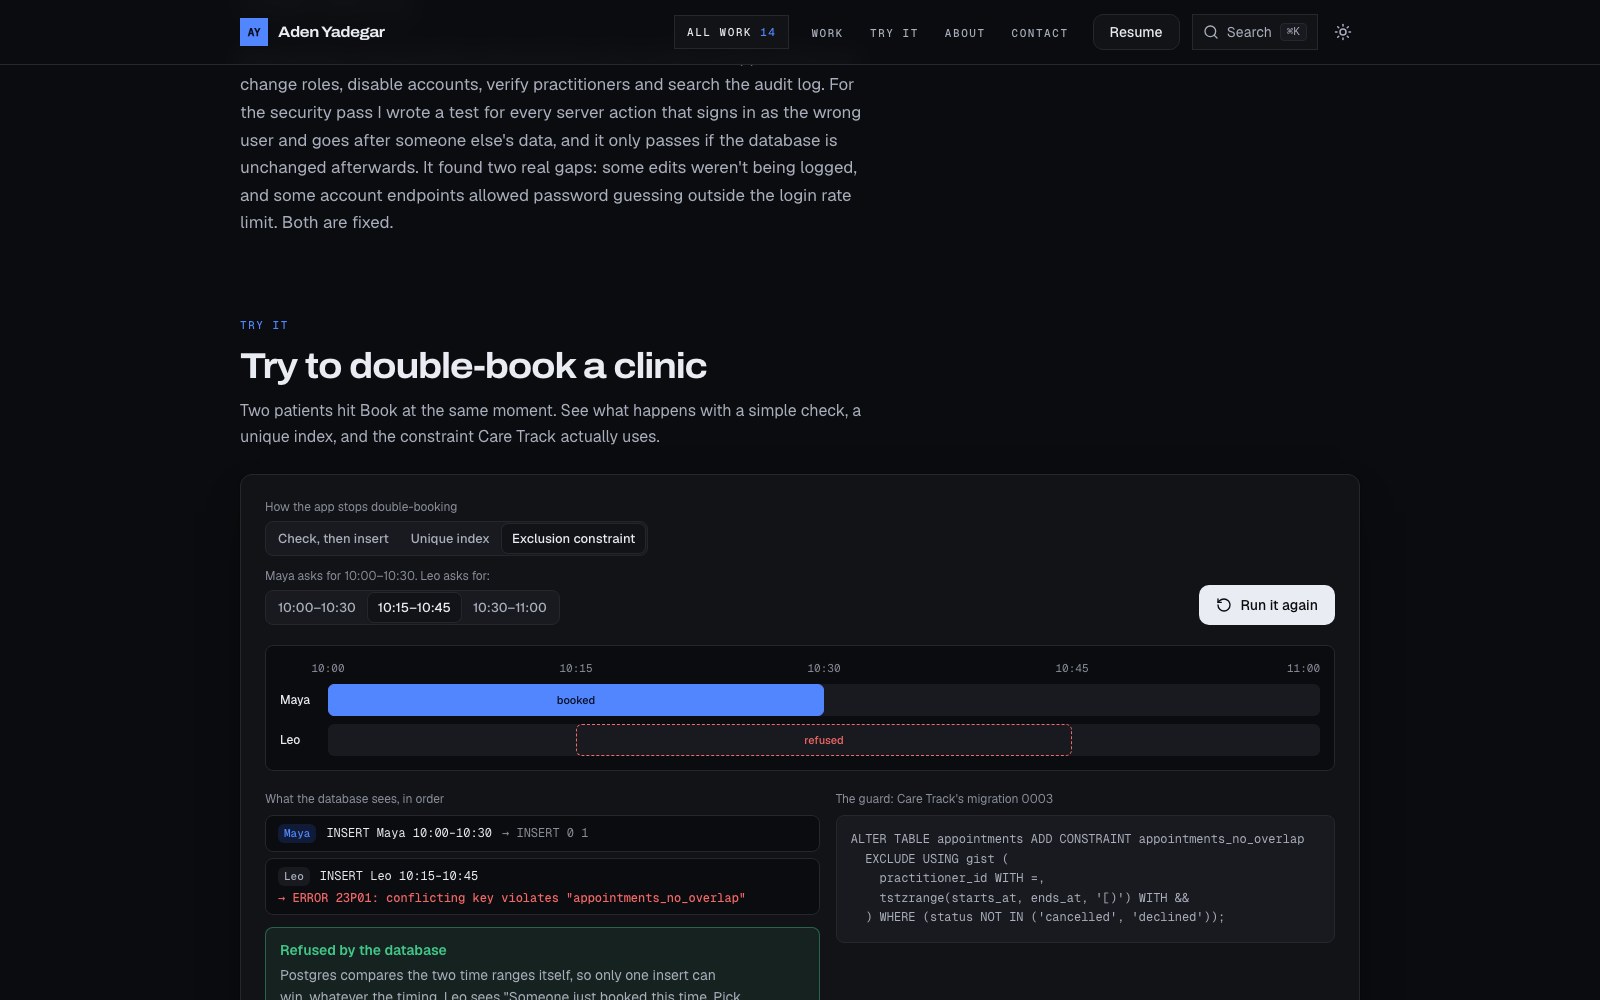 AY Aden Yadegar ALL WORK 14 WORK TRY IT ABOUT CONTACT Resume Search ⌘K
change roles, disable accounts, verify practitioners and search the audit log. For
the security pass I wrote a test for every server action that signs in as the wrong
user and goes after someone else's data, and it only passes if the database is
unchanged afterwards. It found two real gaps: some edits weren't being logged,
and some account endpoints allowed password guessing outside the login rate
limit. Both are fixed.
TRY IT
Try to double-book a clinic
Two patients hit Book at the same moment. See what happens with a simple check, a
unique index, and the constraint Care Track actually uses.
How the app stops double-booking
Check, then insert Unique index Exclusion constraint
Maya asks for 10:00–10:30. Leo asks for:
10:00–10:30 10:15–10:45 10:30–11:00
Run it again
10:00 10:15 10:30 10:45 11:00
Maya booked
Leo refused
What the database sees, in order
Maya INSERT Maya 10:00–10:30 → INSERT 0 1
Leo INSERT Leo 10:15–10:45
→ ERROR 23P01: conflicting key violates "appointments_no_overlap"
Refused by the database
Postgres compares the two time ranges itself, so only one insert can
win, whatever the timing. Leo sees "Someone just booked this time. Pick
The guard: Care Track's migration 0003
ALTER TABLE appointments ADD CONSTRAINT appointments_no_overlap
EXCLUDE USING gist (
practitioner_id WITH =,
tstzrange(starts_at, ends_at, '[)') WITH &&
) WHERE (status NOT IN ('cancelled', 'declined'));